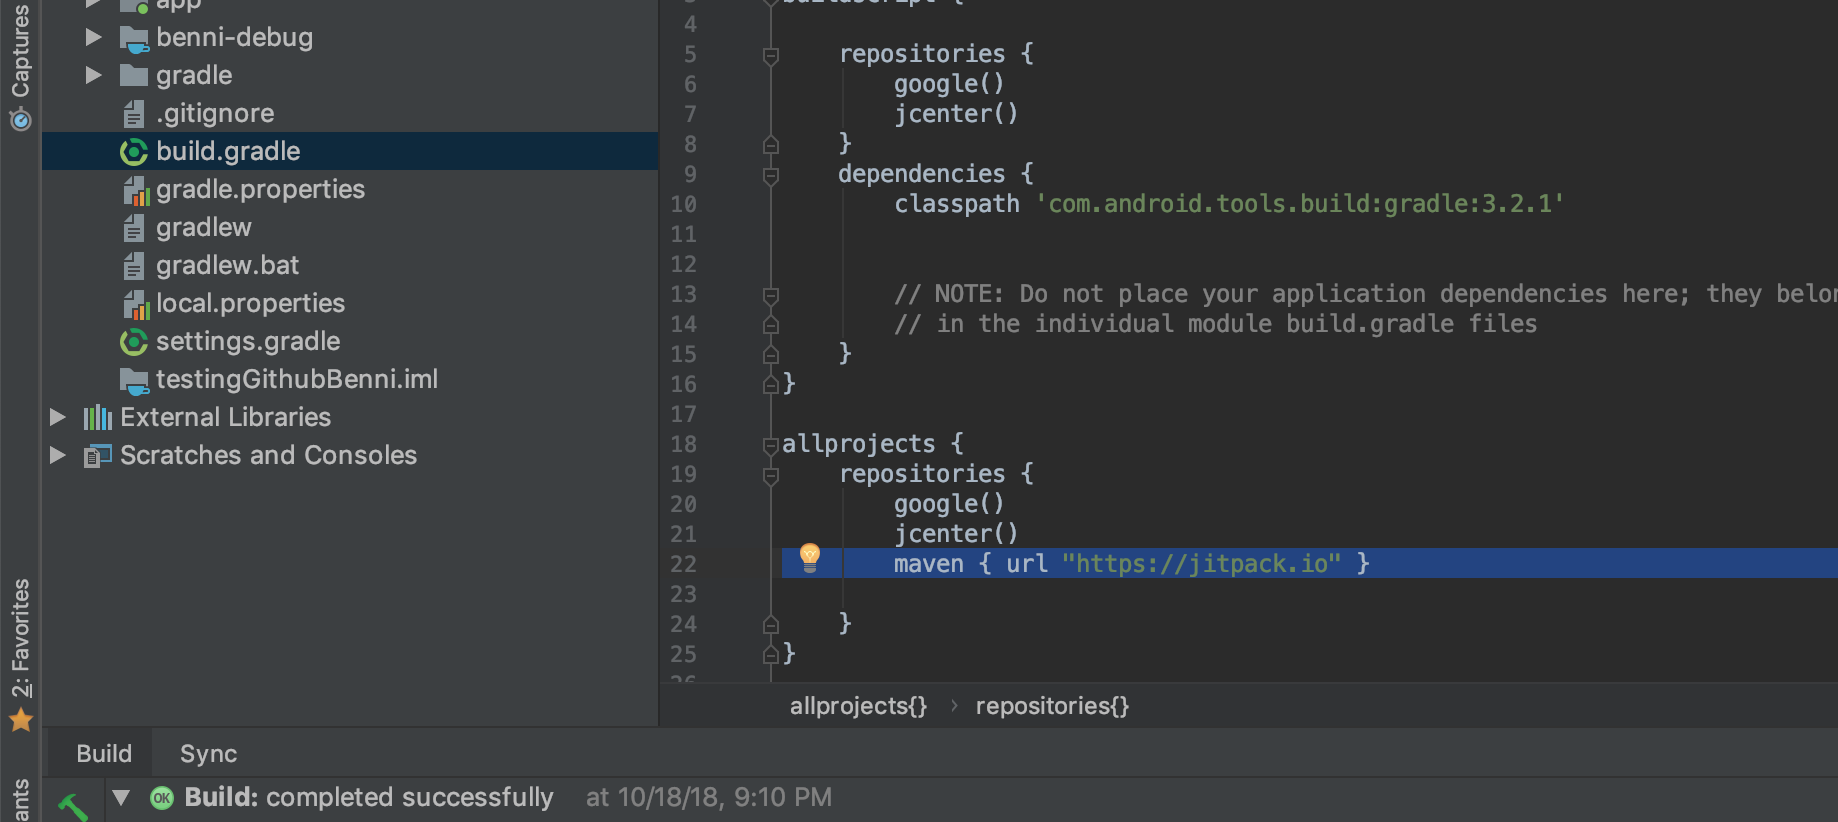 Captures
2: Favorites
ants
app
benni-debug
gradle
.gitignore
build.gradle
gradle.properties
gradlew
gradlew.bat
local.properties
settings.gradle
testingGithubBenni.iml
External Libraries
Scratches and Consoles
3 buildscript {
4
5 repositories {
6 google()
7 jcenter()
8 }
9 dependencies {
10 classpath 'com.android.tools.build:gradle:3.2.1'
11
12
13 // NOTE: Do not place your application dependencies here; they belon
14 // in the individual module build.gradle files
15 }
16 }
17
18 allprojects {
19 repositories {
20 google()
21 jcenter()
22 maven { url "https://jitpack.io" }
23
24 }
25 }
26
allprojects{} › repositories{}
Build Sync
OK Build: completed successfully at 10/18/18, 9:10 PM